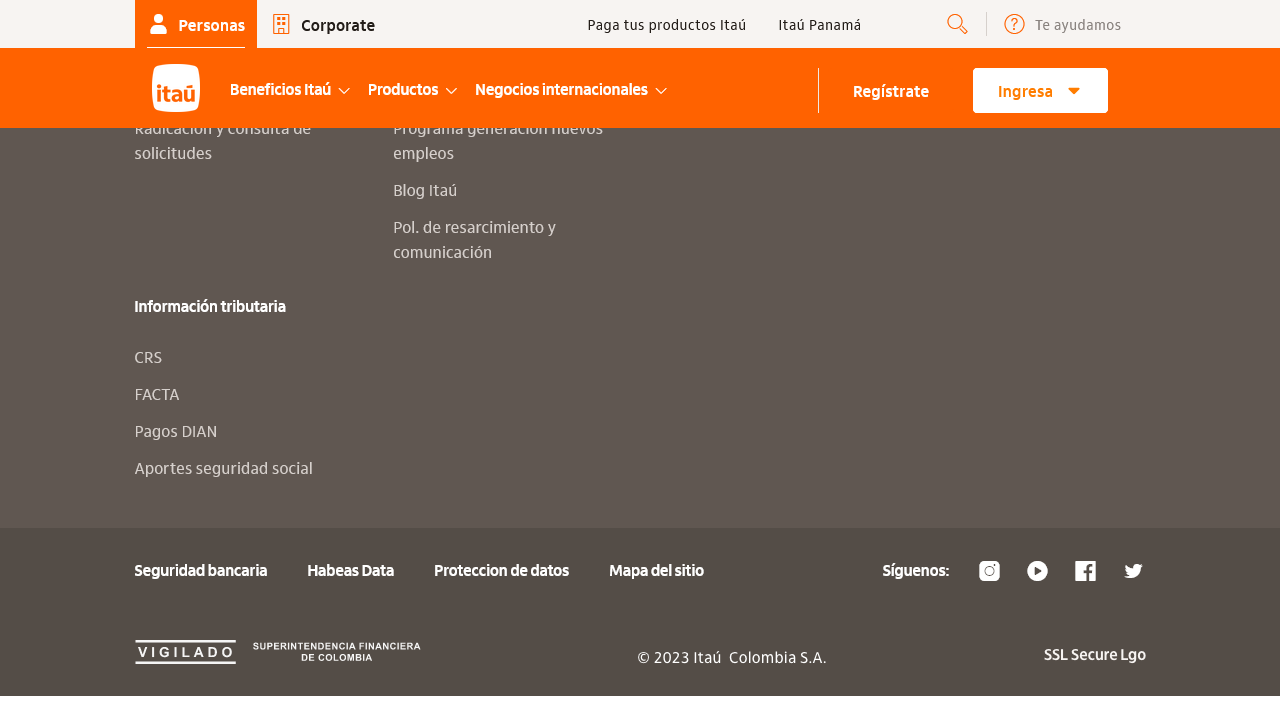 Personas
Corporate
Paga tus productos Itaú
Itaú Panamá
Te ayudamos
itaú
Beneficios Itaú
Productos
Negocios internacionales
Regístrate
Ingresa
Radicación y consulta de
solicitudes
Programa generación nuevos
empleos
Blog Itaú
Pol. de resarcimiento y
comunicación
Información tributaria
CRS
FACTA
Pagos DIAN
Aportes seguridad social
Seguridad bancaria
Habeas Data
Proteccion de datos
Mapa del sitio
Síguenos:
VIGILADO
SUPERINTENDENCIA FINANCIERA
DE COLOMBIA
© 2023 Itaú  Colombia S.A.
SSL Secure Lgo